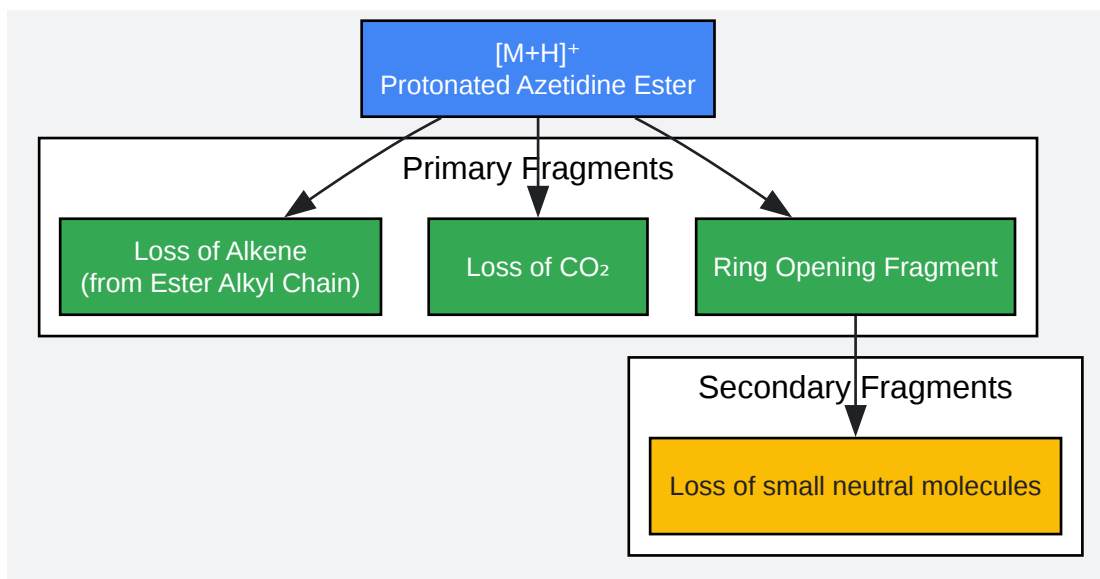 [M+H]⁺
Protonated Azetidine Ester
Primary Fragments
Loss of Alkene
(from Ester Alkyl Chain)
Loss of CO₂
Ring Opening Fragment
Secondary Fragments
Loss of small neutral molecules